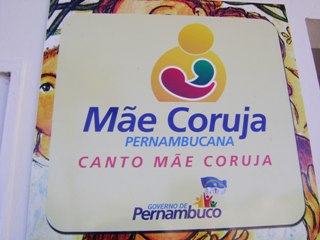 Mãe Coruja
PERNAMBUCANA
CANTO MÃE CORUJA
GOVERNO DE
Pernambuco